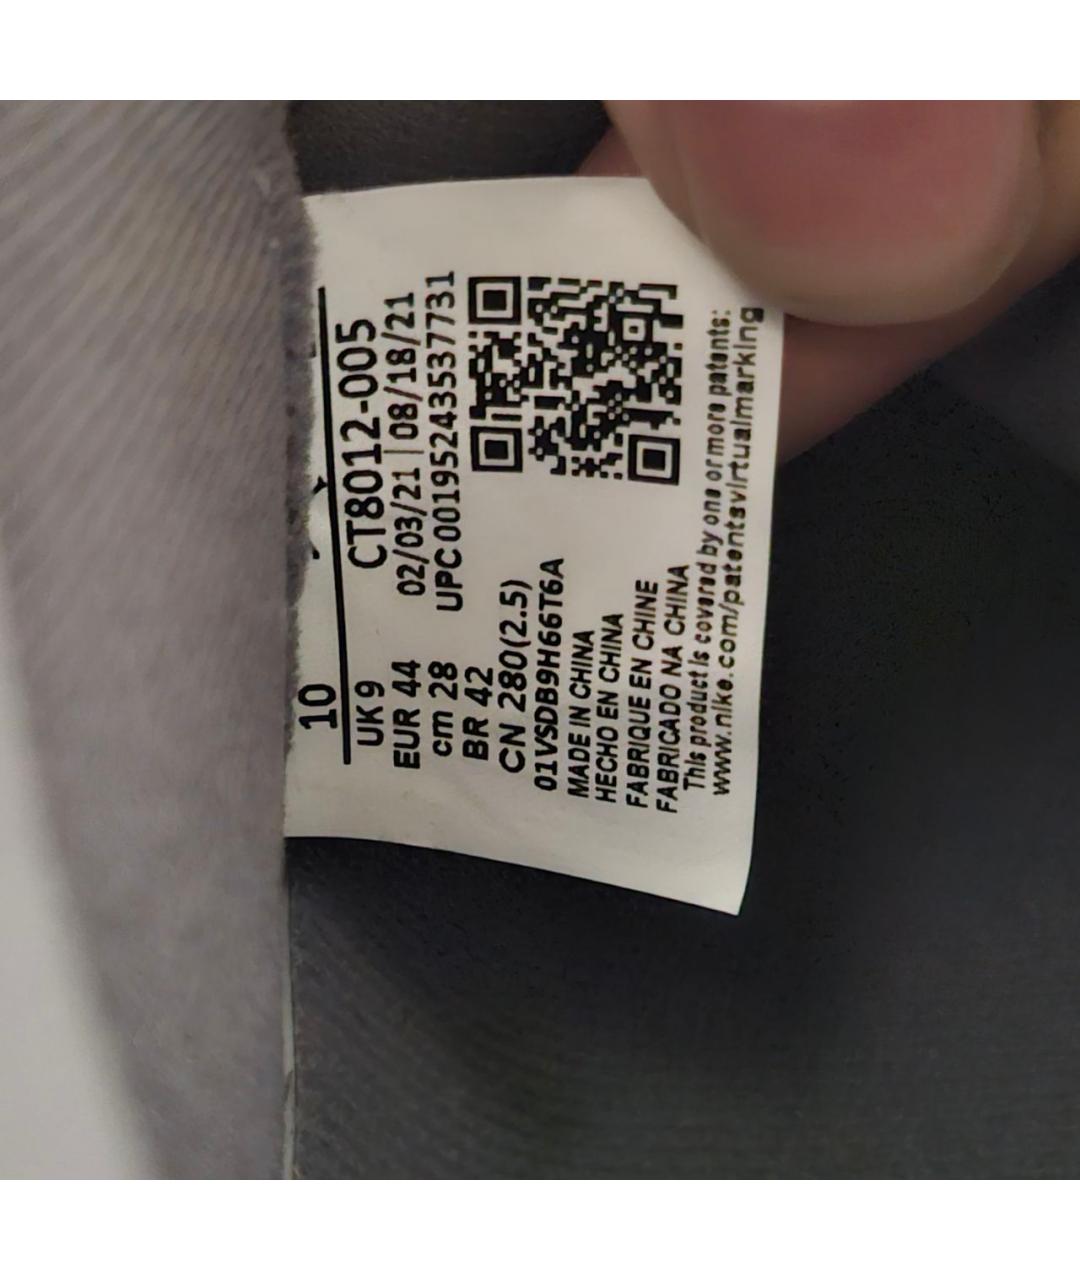 10
UK 9
EUR 44
cm 28
BR 42
CN 280(2.5)
CT8012-005
02/03/21 | 08/18/21
UPC 00195243537731
01VSDB9H66T6A
MADE IN CHINA
HECHO EN CHINA
FABRIQUE EN CHINE
FABRICADO NA CHINA
This product is covered by one or more patents:
www.nike.com/patentsvirtualmarking